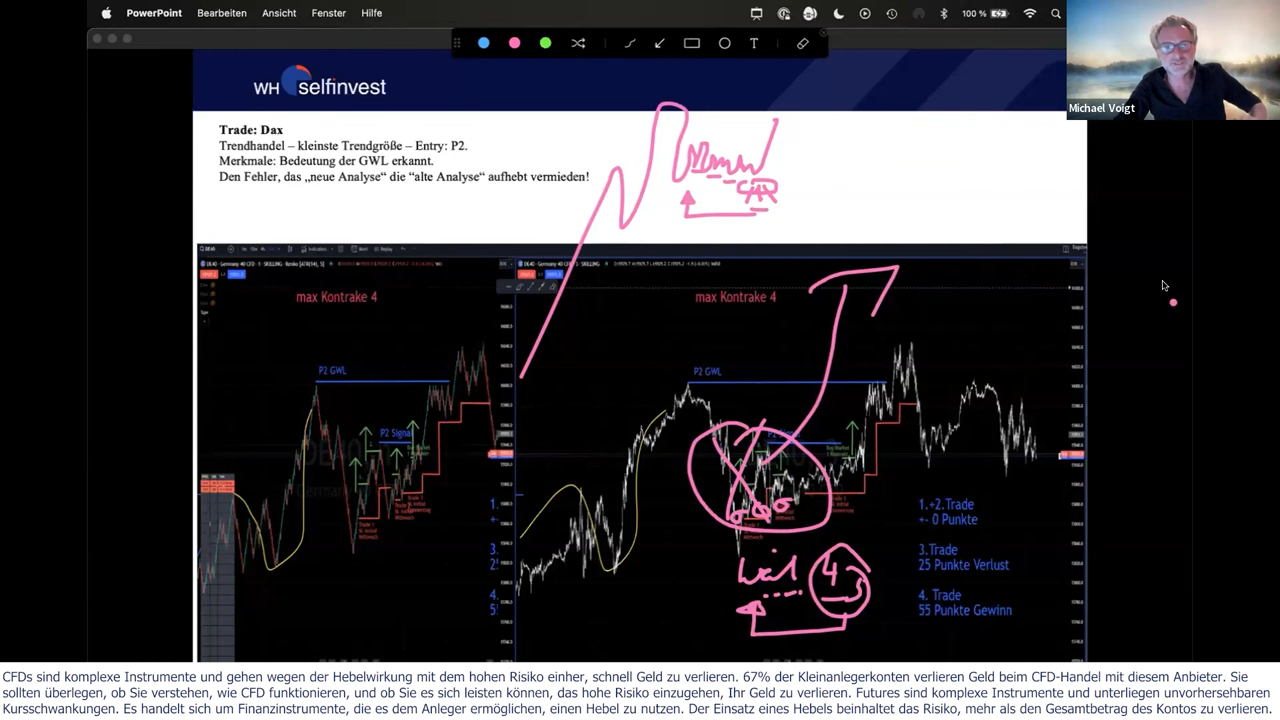 PowerPoint Bearbeiten Ansicht Fenster Hilfe
100 %
T
Michael Voigt
WH selfinvest
Trade: Dax
Trendhandel – kleinste Trendgröße – Entry: P2.
Merkmale: Bedeutung der GWL erkannt.
Den Fehler, das „neue Analyse“ die “alte Analyse” aufhebt vermieden!
max Kontrake 4
max Kontrake 4
P2 GWL
P2 GWL
P2 Signal
1.
1.+2.Trade
+- 0 Punkte
3.
3.Trade
25 Punkte Verlust
4.
4. Trade
55 Punkte Gewinn
CFDs sind komplexe Instrumente und gehen wegen der Hebelwirkung mit dem hohen Risiko einher, schnell Geld zu verlieren. 67% der Kleinanlegerkonten verlieren Geld beim CFD-Handel mit diesem Anbieter. Sie
sollten überlegen, ob Sie verstehen, wie CFD funktionieren, und ob Sie es sich leisten können, das hohe Risiko einzugehen, Ihr Geld zu verlieren. Futures sind komplexe Instrumente und unterliegen unvorhersehbaren
Kursschwankungen. Es handelt sich um Finanzinstrumente, die es dem Anleger ermöglichen, einen Hebel zu nutzen. Der Einsatz eines Hebels beinhaltet das Risiko, mehr als den Gesamtbetrag des Kontos zu verlieren.